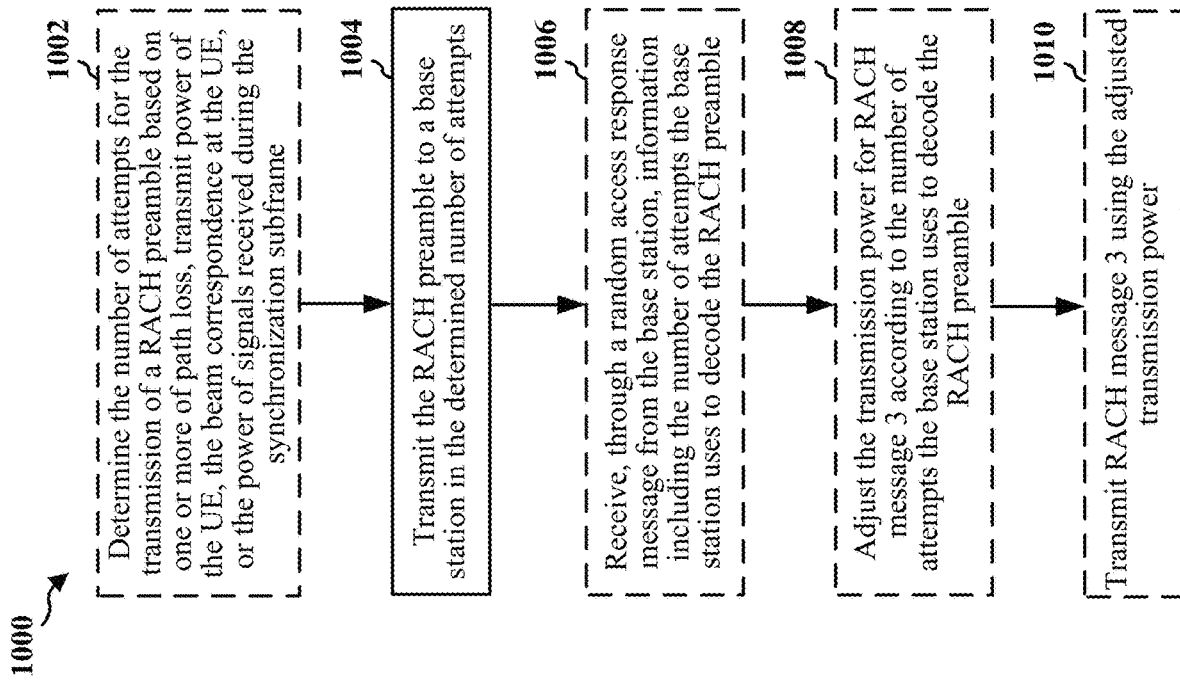 1000
1002
Determine the number of attempts for the
transmission of a RACH preamble based on
one or more of path loss, transmit power of
the UE, the beam correspondence at the UE,
or the power of signals received during the
synchronization subframe
1004
Transmit the RACH preamble to a base
station in the determined number of attempts
1006
Receive, through a random access response
message from the base station, information
including the number of attempts the base
station uses to decode the RACH preamble
1008
Adjust the transmission power for RACH
message 3 according to the number of
attempts the base station uses to decode the
RACH preamble
1010
Transmit RACH message 3 using the adjusted
transmission power